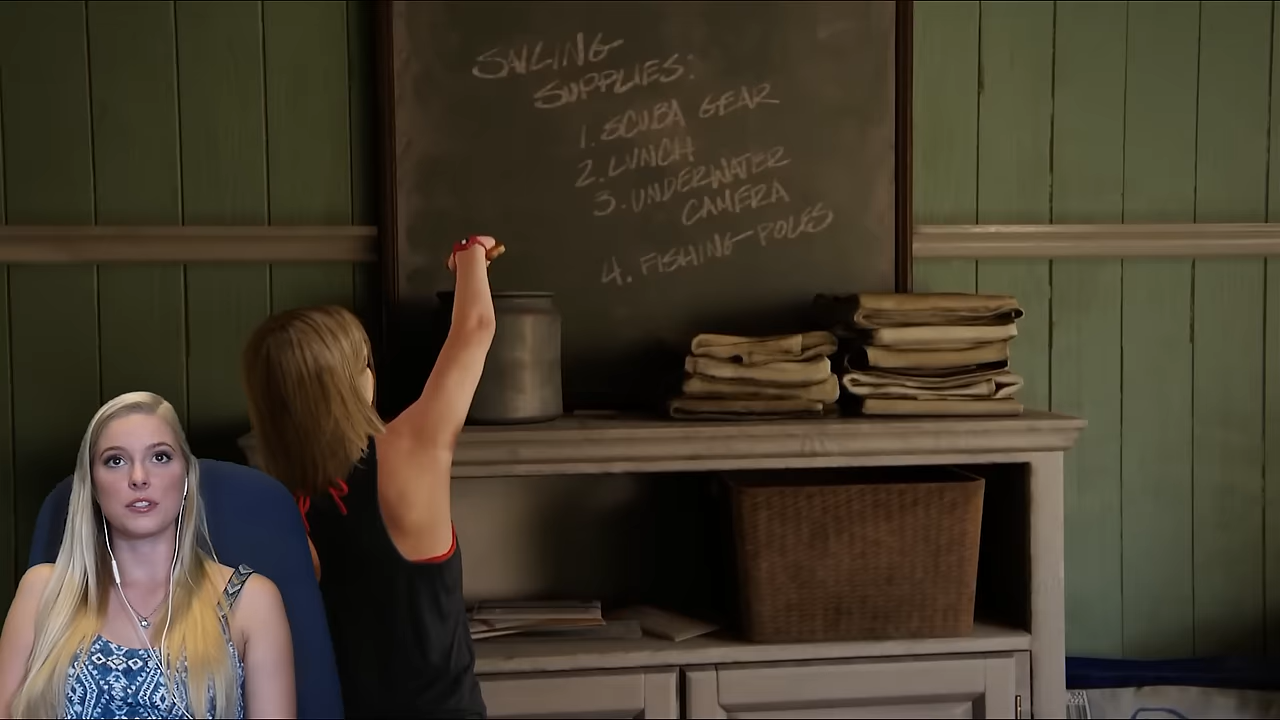 SAILING
SUPPLIES:
1. SCUBA GEAR
2. LUNCH
3. UNDERWATER
CAMERA
4. FISHING-POLES